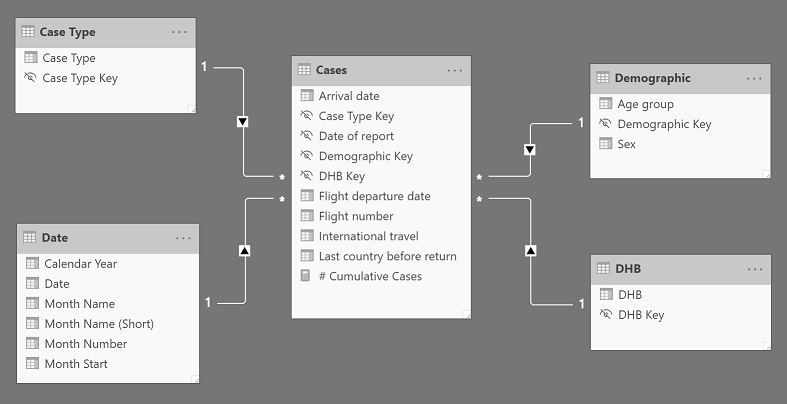 Case Type
Case Type
Case Type Key
1
*
Date
Calendar Year
Date
Month Name
Month Name (Short)
Month Number
Month Start
1
*
Cases
Arrival date
Case Type Key
Date of report
Demographic Key
DHB Key
Flight departure date
Flight number
International travel
Last country before return
# Cumulative Cases
Demographic
Age group
Demographic Key
Sex
1
*
DHB
DHB
DHB Key
1
*